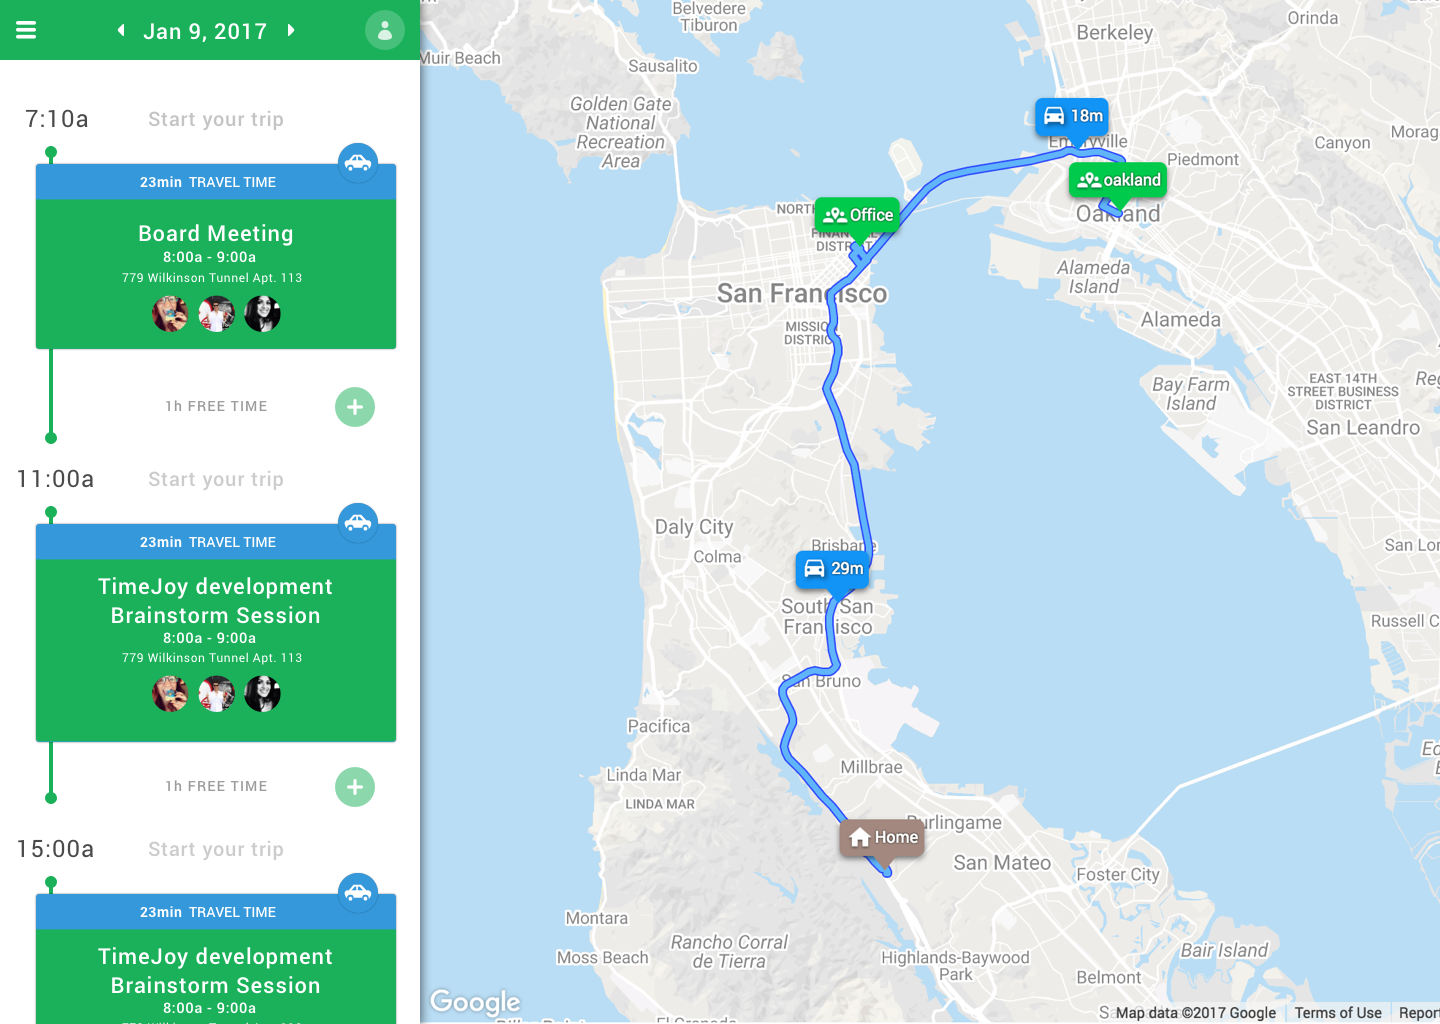 Jan 9, 2017
7:10a
Start your trip
23min TRAVEL TIME
Board Meeting
8:00a - 9:00a
779 Wilkinson Tunnel Apt. 113
1h FREE TIME
11:00a
Start your trip
23min TRAVEL TIME
TimeJoy development
Brainstorm Session
8:00a - 9:00a
779 Wilkinson Tunnel Apt. 113
1h FREE TIME
15:00a
Start your trip
23min TRAVEL TIME
TimeJoy development
Brainstorm Session
8:00a - 9:00a
Belvedere
Tiburon
Orinda
Berkeley
Muir Beach
Sausalito
Golden Gate
National
Recreation
Area
18m
Emeryville
Morag
Canyon
Piedmont
oakland
Oakland
NORTH
Office
FINANCIAL
DISTRICT
Alameda
Island
San Francisco
Alameda
MISSION
DISTRICT
Bay Farm
Island
EAST 14TH
STREET BUSINESS
DISTRICT
Reg
San Leandro
Daly City
Colma
Brisbane
San Lor
29m
South San
Francisco
Russell C
San Bruno
Pacifica
Millbrae
Linda Mar
LINDA MAR
Burlingame
Home
San Mateo
Foster City
Montara
Rancho Corral
de Tierra
Moss Beach
Highlands-Baywood
Park
Bair Island
Belmont
Google
El Granada
Map data ©2017 Google
Terms of Use
Report